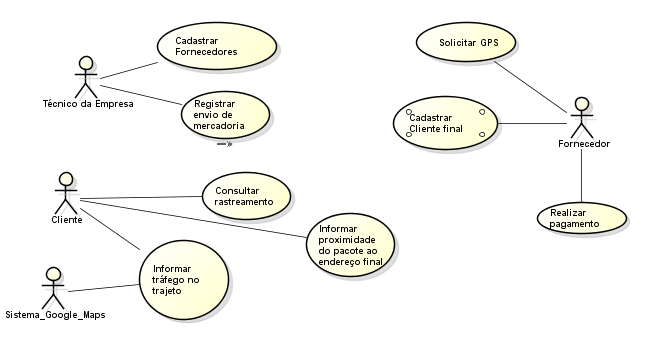 Cadastrar
Fornecedores
Técnico da Empresa
Registrar
envio de
mercadoria
Solicitar GPS
Cadastrar
Cliente final
Fornecedor
Realizar
pagamento
Cliente
Consultar
rastreamento
Informar
proximidade
do pacote ao
endereço final
Informar
tráfego no
trajeto
Sistema_Google_Maps